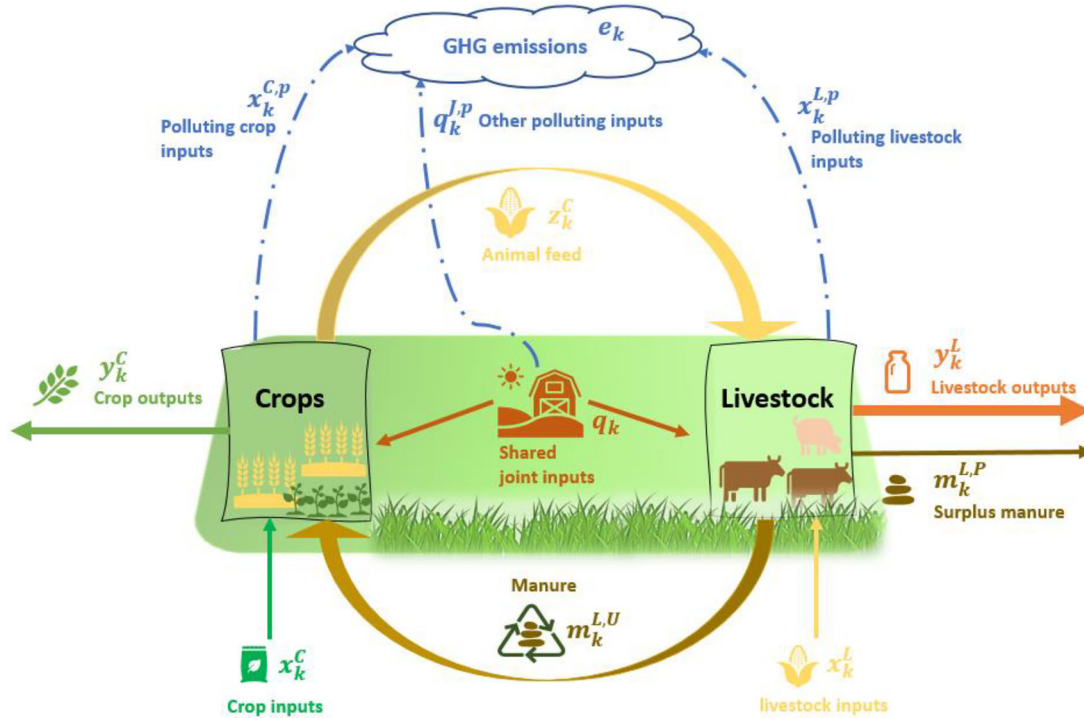 GHG emissions e_k
x_k^{C,p}
Polluting crop
inputs
q_k^{J,p} Other polluting inputs
x_k^{L,p}
Polluting livestock
inputs
z_k^C
Animal feed
y_k^C
Crop outputs
Crops
q_k
Shared
joint inputs
Livestock
y_k^L
Livestock outputs
m_k^{L,P}
Surplus manure
Manure
m_k^{L,U}
x_k^C
Crop inputs
x_k^L
livestock inputs